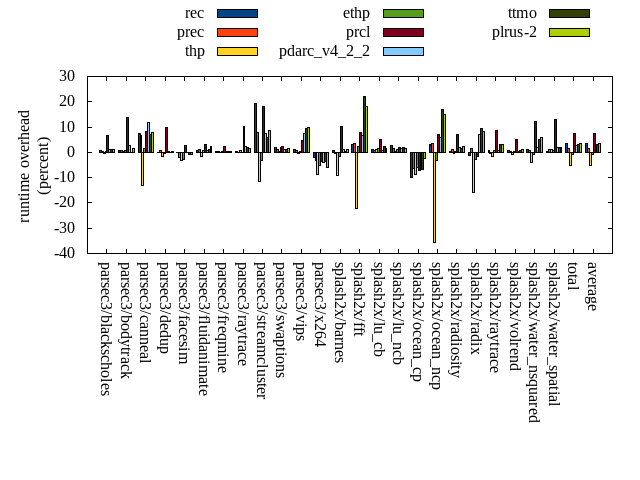 rec ethp ttmo
prec prcl plrus-2
thp pdarc_v4_2_2
runtime overhead
(percent)
30
20
10
0
-10
-20
-30
-40
parsec3/blackscholes
parsec3/bodytrack
parsec3/canneal
parsec3/dedup
parsec3/facesim
parsec3/fluidanimate
parsec3/freqmine
parsec3/raytrace
parsec3/streamcluster
parsec3/swaptions
parsec3/vips
parsec3/x264
splash2x/barnes
splash2x/fft
splash2x/lu_cb
splash2x/lu_ncb
splash2x/ocean_cp
splash2x/ocean_ncp
splash2x/radiosity
splash2x/radix
splash2x/raytrace
splash2x/volrend
splash2x/water_nsquared
splash2x/water_spatial
total
average